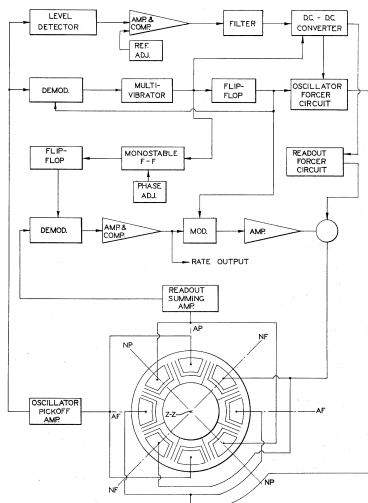 LEVEL
DETECTOR
AMP. &
COMP.
REF.
ADJ.
FILTER
D.C. - D.C.
CONVERTER
DEMOD.
MULTI-
VIBRATOR
FLIP-
FLOP
OSCILLATOR
FORCER
CIRCUIT
FLIP-
FLOP
MONOSTABLE
F - F
PHASE
ADJ.
READOUT
FORCER
CIRCUIT
DEMOD.
AMP. &
COMP.
MOD.
AMP.
RATE OUTPUT
READOUT
SUMMING
AMP.
AP
NP
NF
OSCILLATOR
PICKOFF
AMP.
AF
Z-Z
AF
NF
NP